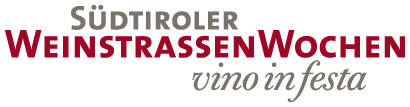 SÜDTIROLER
WEINSTRASSENWOCHEN
vino in festa